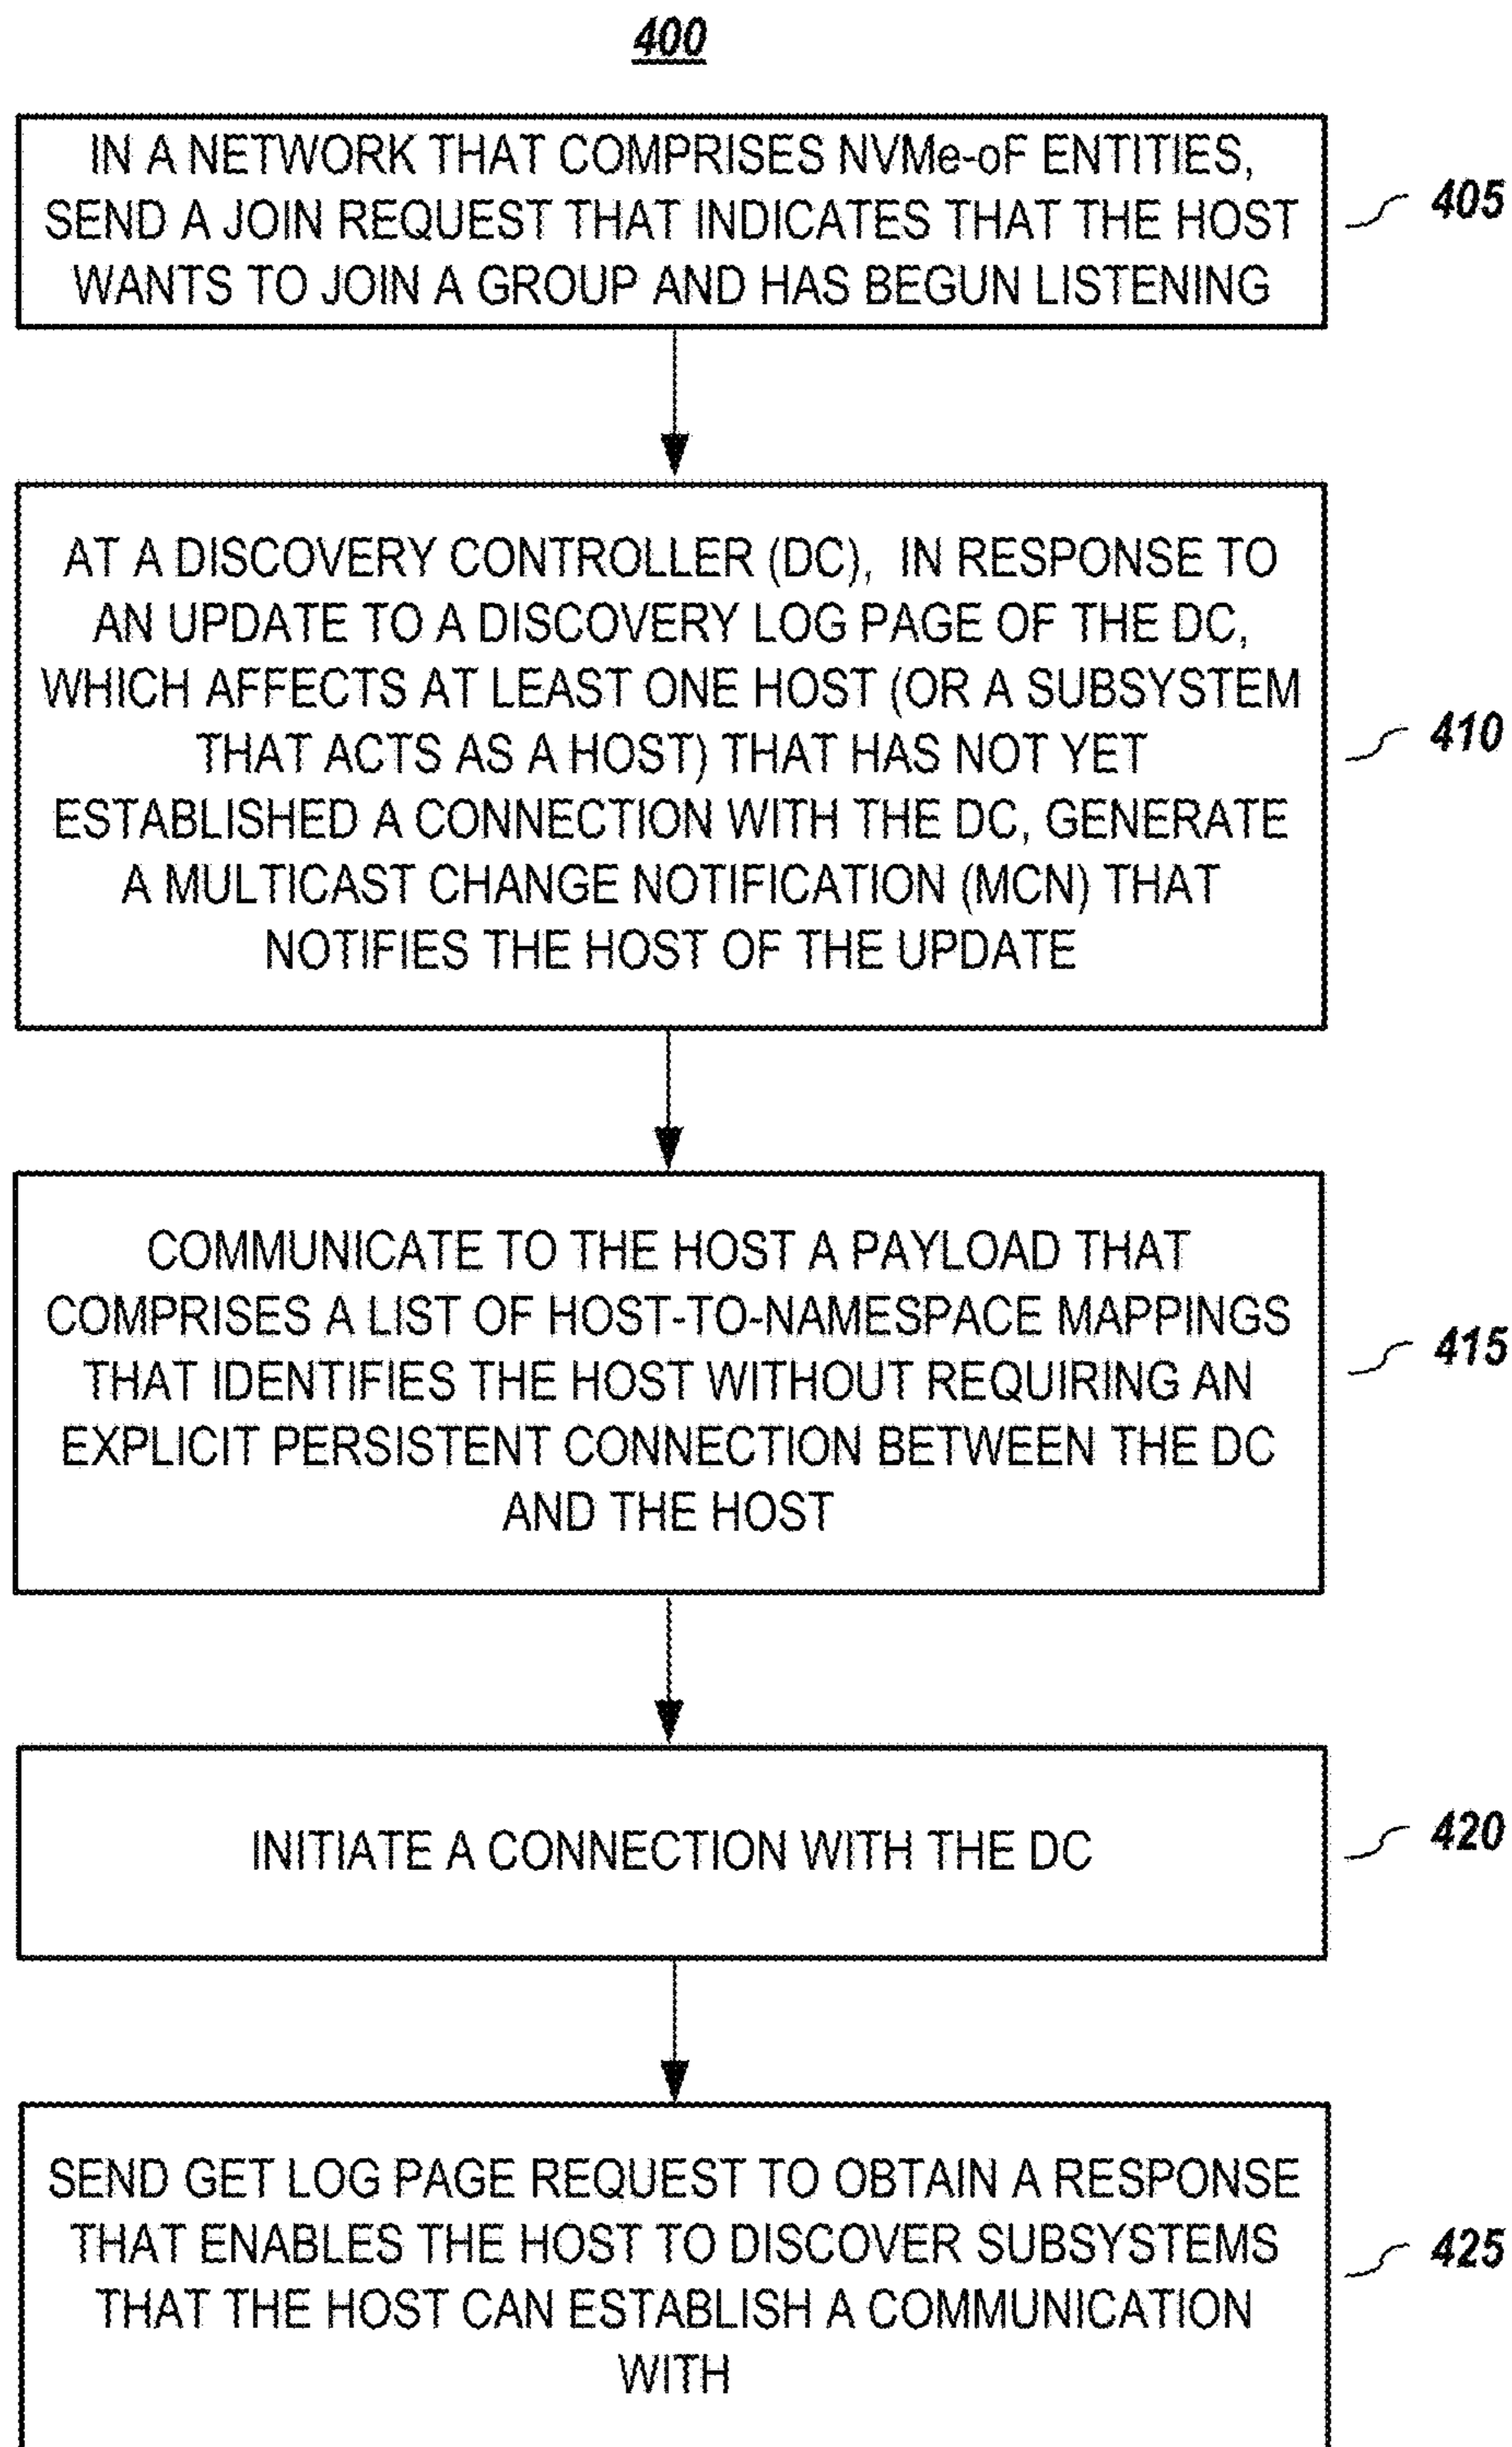 400
IN A NETWORK THAT COMPRISES NVMe-oF ENTITIES,
SEND A JOIN REQUEST THAT INDICATES THAT THE HOST
WANTS TO JOIN A GROUP AND HAS BEGUN LISTENING
405
AT A DISCOVERY CONTROLLER (DC), IN RESPONSE TO
AN UPDATE TO A DISCOVERY LOG PAGE OF THE DC,
WHICH AFFECTS AT LEAST ONE HOST (OR A SUBSYSTEM
THAT ACTS AS A HOST) THAT HAS NOT YET
ESTABLISHED A CONNECTION WITH THE DC, GENERATE
A MULTICAST CHANGE NOTIFICATION (MCN) THAT
NOTIFIES THE HOST OF THE UPDATE
410
COMMUNICATE TO THE HOST A PAYLOAD THAT
COMPRISES A LIST OF HOST-TO-NAMESPACE MAPPINGS
THAT IDENTIFIES THE HOST WITHOUT REQUIRING AN
EXPLICIT PERSISTENT CONNECTION BETWEEN THE DC
AND THE HOST
415
INITIATE A CONNECTION WITH THE DC
420
SEND GET LOG PAGE REQUEST TO OBTAIN A RESPONSE
THAT ENABLES THE HOST TO DISCOVER SUBSYSTEMS
THAT THE HOST CAN ESTABLISH A COMMUNICATION
WITH
425